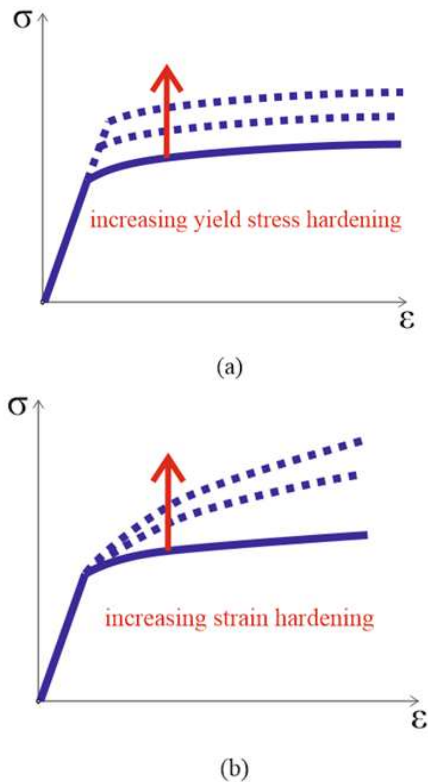 σ
increasing yield stress hardening
ε
(a)
σ
increasing strain hardening
ε
(b)